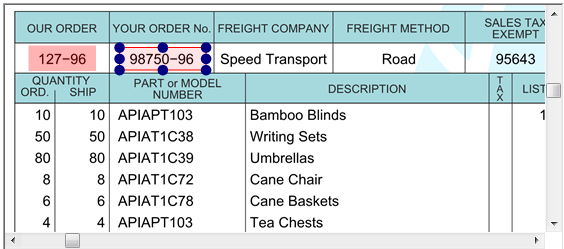 OUR ORDER YOUR ORDER No. FREIGHT COMPANY FREIGHT METHOD SALES TAX EXEMPT
127-96 98750-96 Speed Transport Road 95643
QUANTITY ORD. SHIP PART or MODEL NUMBER DESCRIPTION TAX LIST
10 10 APIAPT103 Bamboo Blinds 1
50 50 APIAT1C38 Writing Sets
80 80 APIAT1C39 Umbrellas
8 8 APIAT1C72 Cane Chair
6 6 APIAT1C78 Cane Baskets
4 4 APIAPT103 Tea Chests